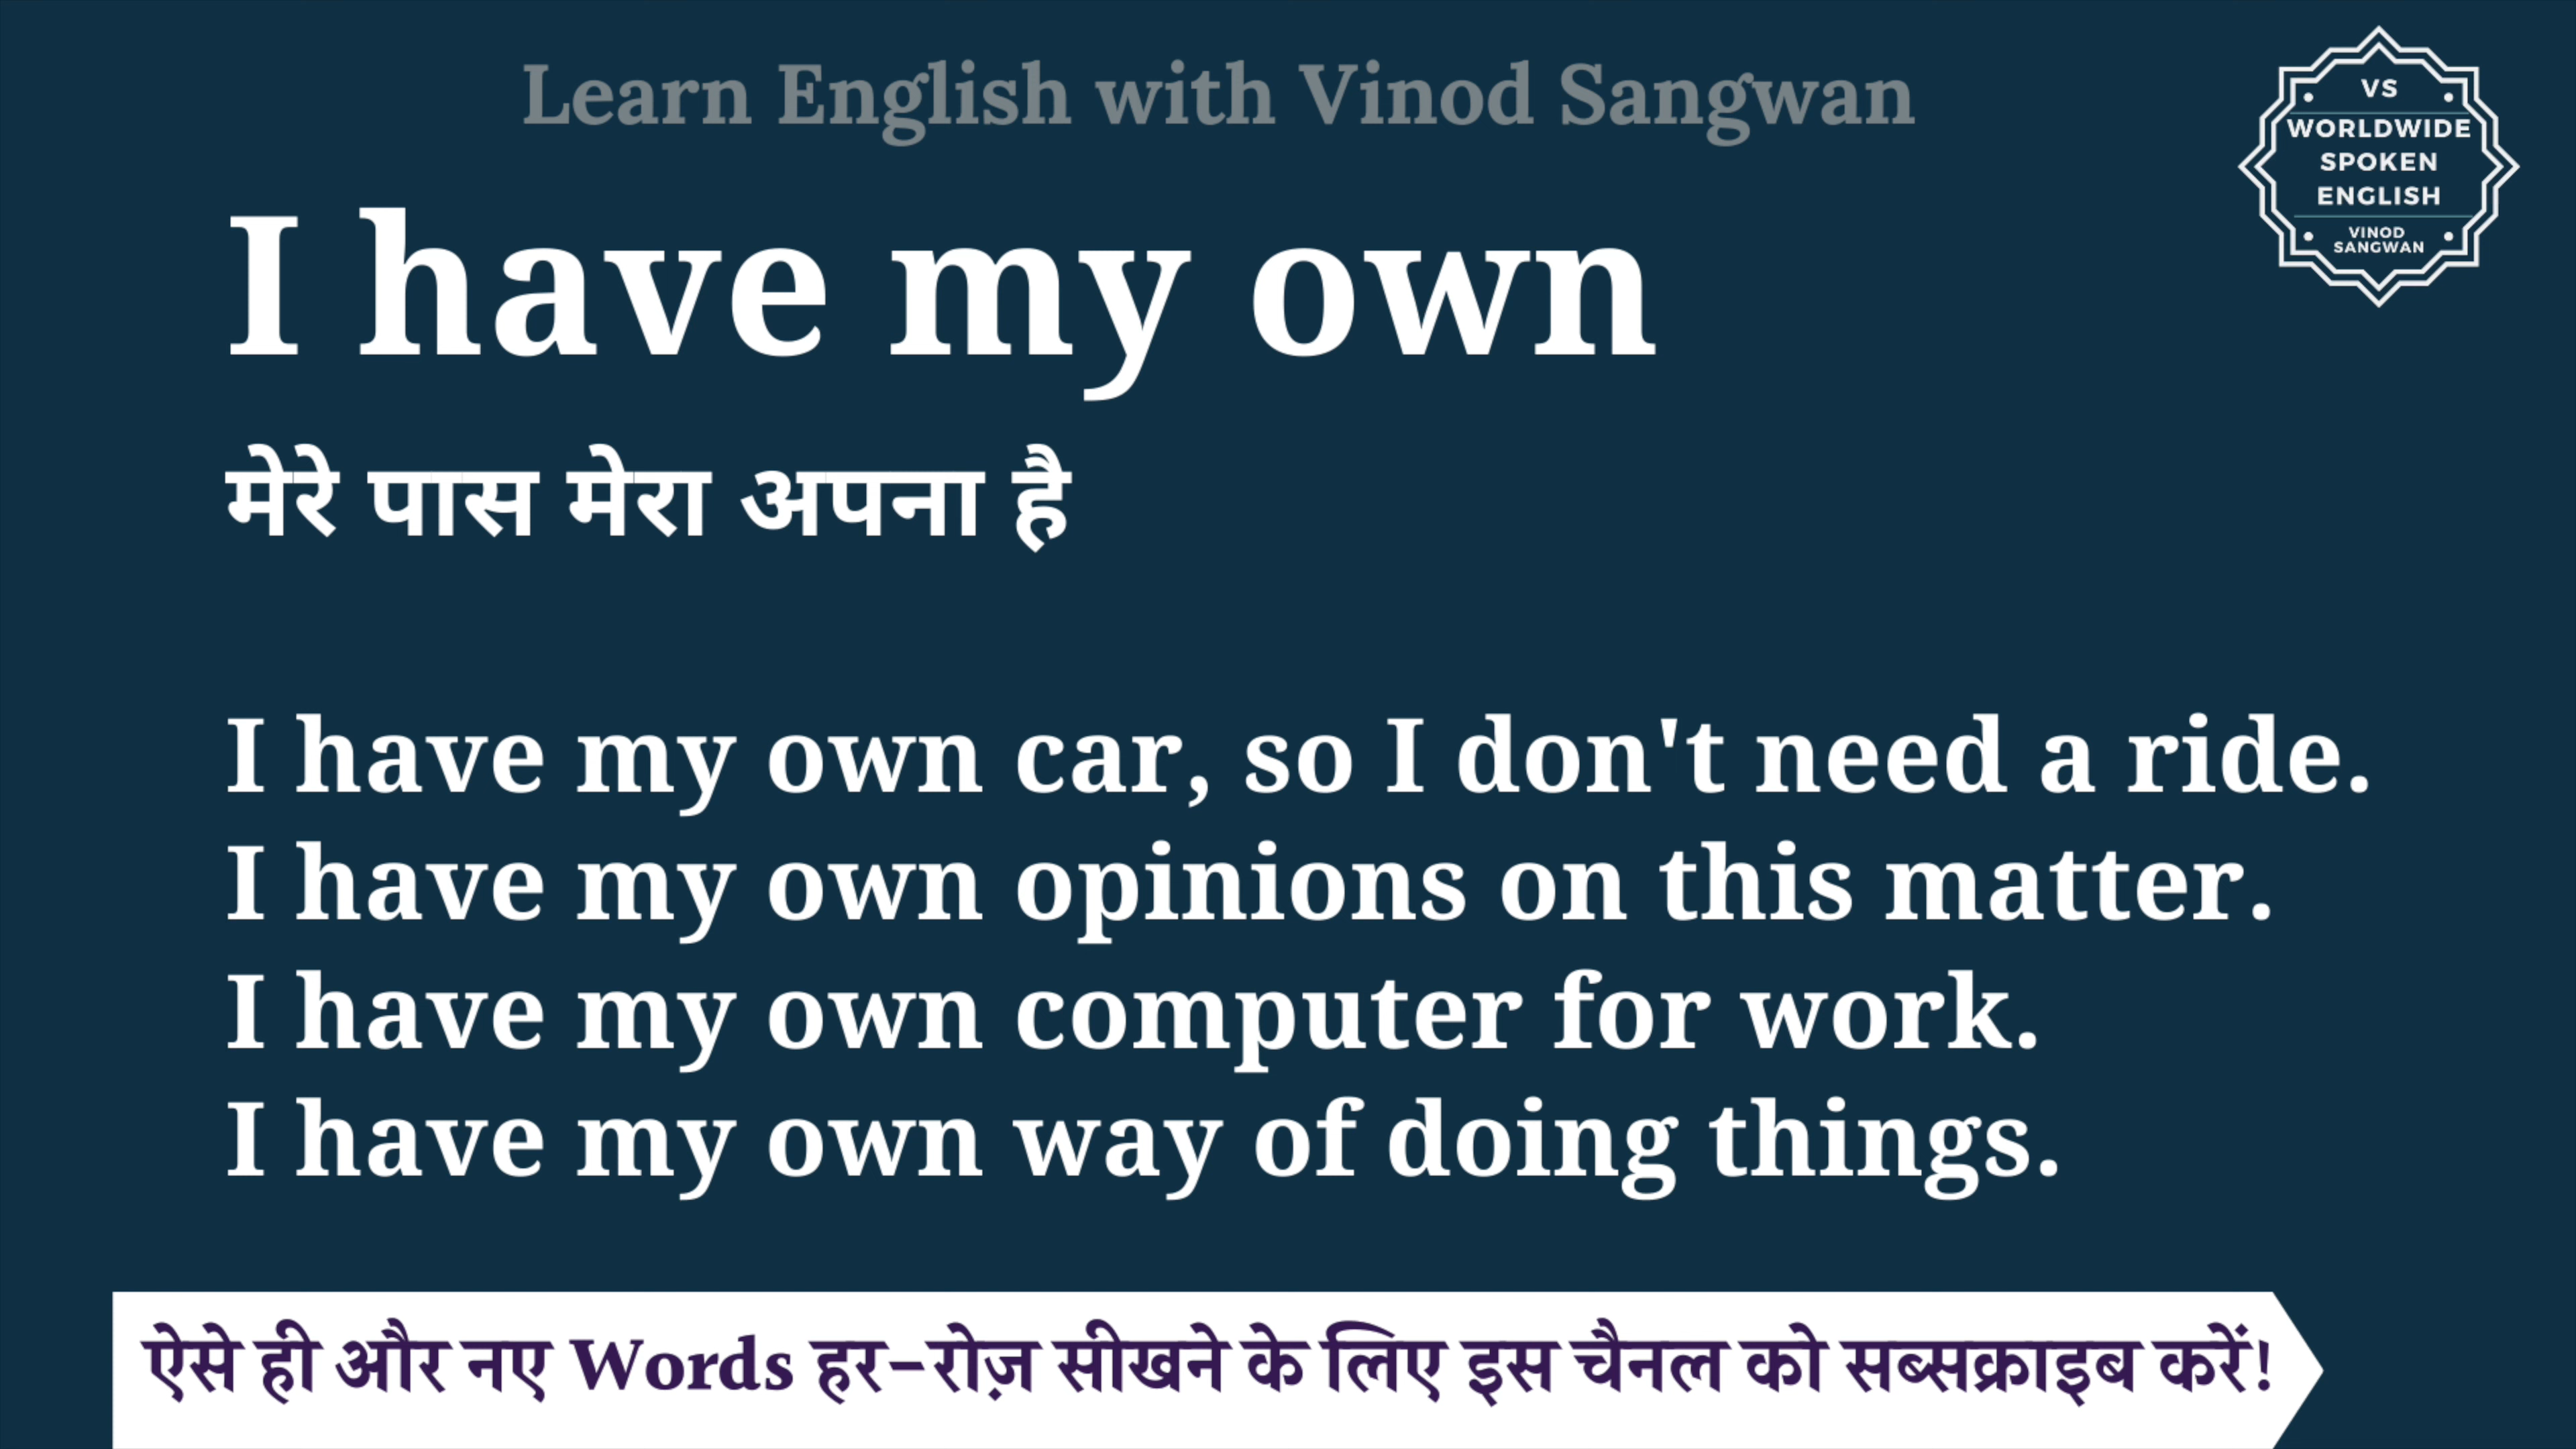 Learn English with Vinod Sangwan
VS
WORLDWIDE
SPOKEN
ENGLISH
VINOD
SANGWAN
I have my own
मेरे पास मेरा अपना है
I have my own car, so I don't need a ride.
I have my own opinions on this matter.
I have my own computer for work.
I have my own way of doing things.
ऐसे ही और नए Words हर-रोज़ सीखने के लिए इस चैनल को सब्सक्राइब करें!